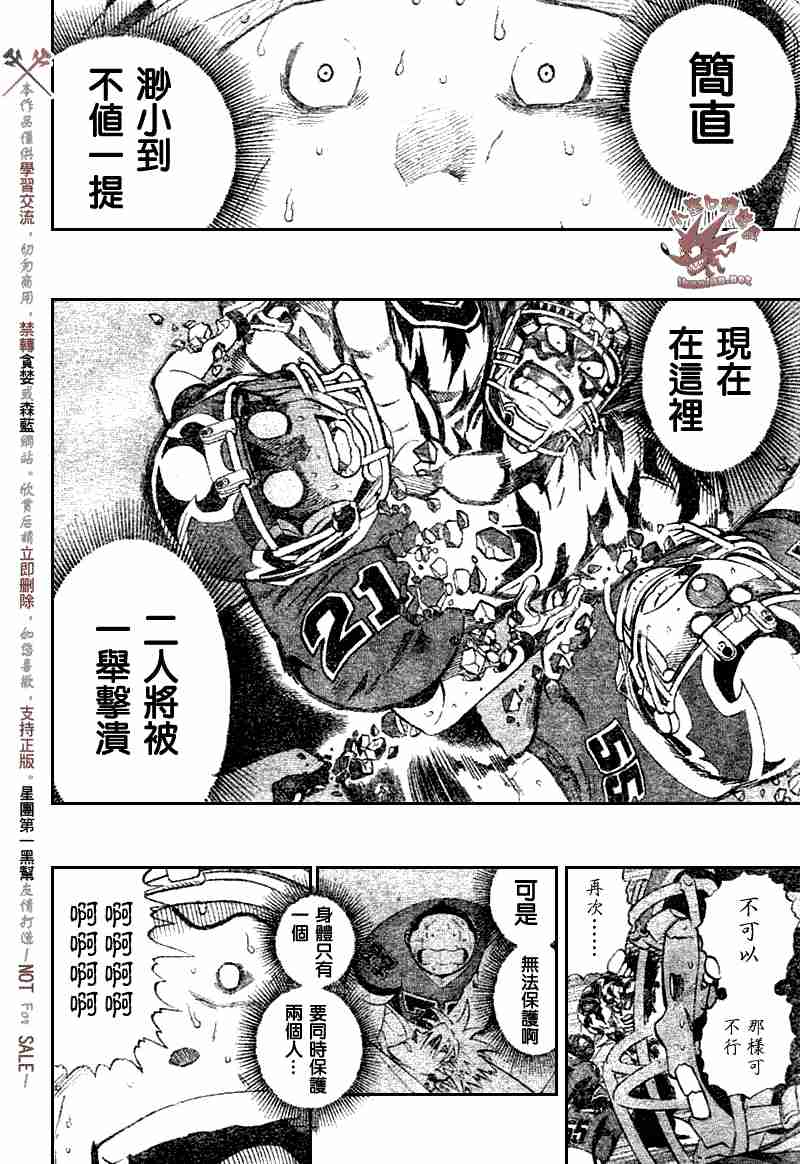 簡直
渺小到
不值一提
現在
在這裡
二人將被
一舉擊潰
21
55
不可以
那樣可
不行
再次……
可是
無法保護啊
身體只有
一個
要同時保護
兩個人…
啊啊
啊啊
啊啊
啊啊
55
本作品僅供學習交流，切勿商用，禁轉貪婪或森藍網站。欣賞后請立即刪除，如您喜歡，支持正版。星團第一黑幫友情打造－NOT For SALE－